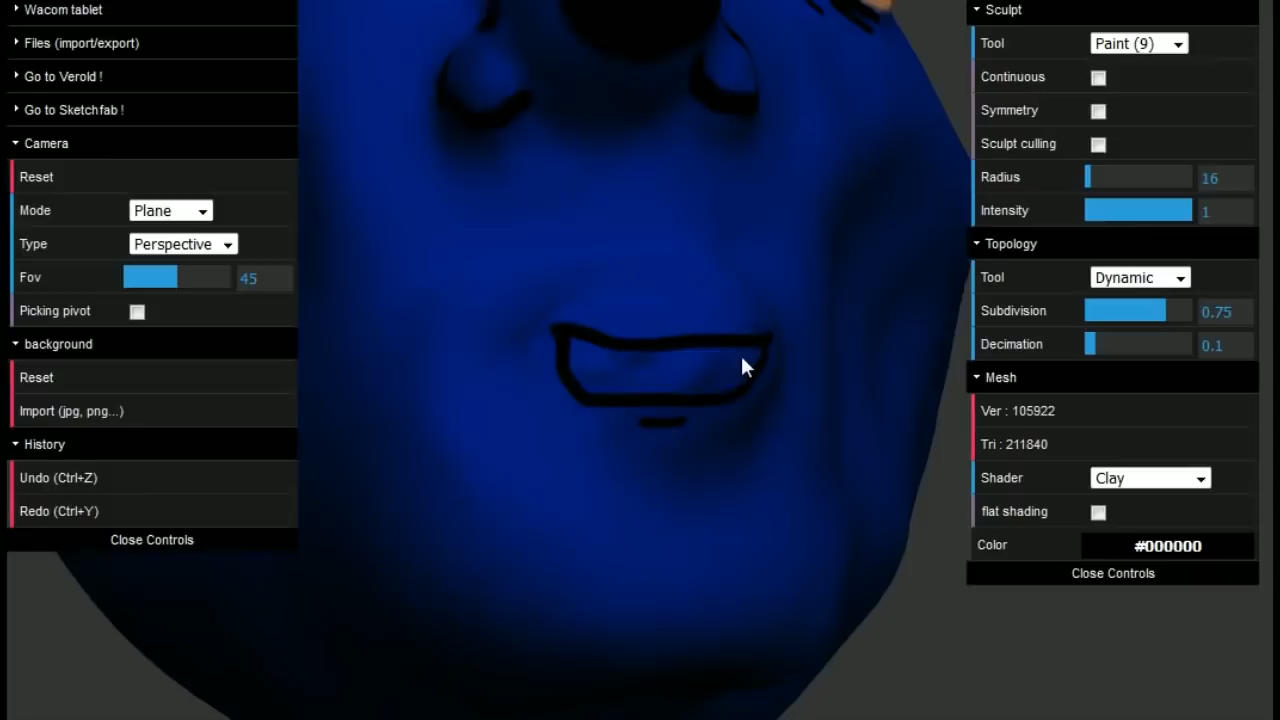 Wacom tablet
Files (import/export)
Go to Verold !
Go to Sketchfab !
Camera
Reset
Mode Plane
Type Perspective
Fov 45
Picking pivot
background
Reset
Import (jpg, png...)
History
Undo (Ctrl+Z)
Redo (Ctrl+Y)
Close Controls
Sculpt
Tool Paint (9)
Continuous
Symmetry
Sculpt culling
Radius 16
Intensity 1
Topology
Tool Dynamic
Subdivision 0.75
Decimation 0.1
Mesh
Ver : 105922
Tri : 211840
Shader Clay
flat shading
Color #000000
Close Controls